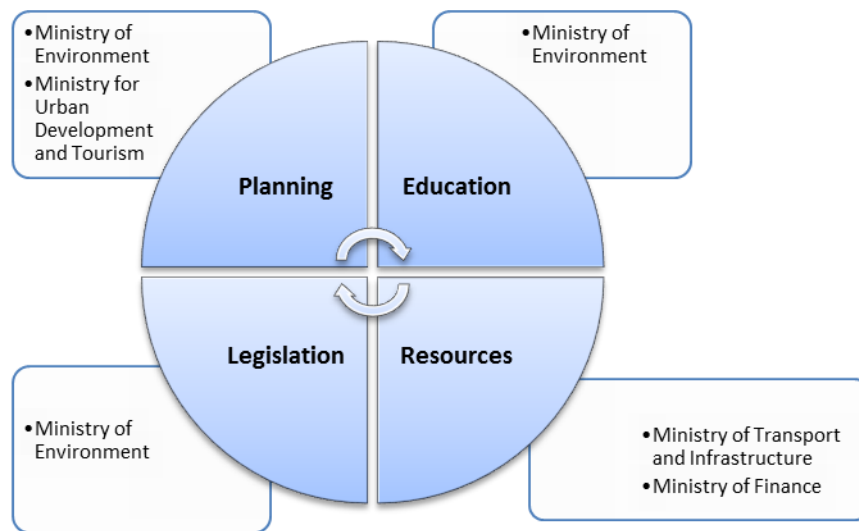 •Ministry of
Environment
•Ministry for
Urban
Development
and Tourism
•Ministry of
Environment
Planning
Education
Legislation
Resources
•Ministry of
Environment
•Ministry of Transport
and Infrastructure
•Ministry of Finance